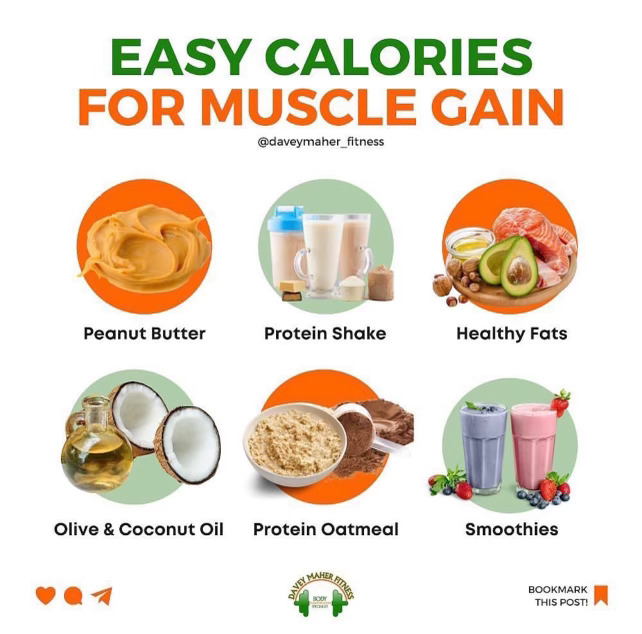 EASY CALORIES
FOR MUSCLE GAIN
@daveymaher_fitness
Peanut Butter
Protein Shake
Healthy Fats
Olive & Coconut Oil
Protein Oatmeal
Smoothies
DAVEY MAHER FITNESS
BODY
BOOKMARK
THIS POST!